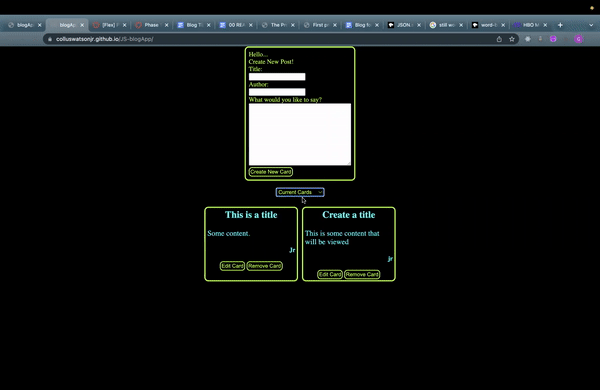 blogAp
blogAp
[Flex]
Phase
Blog T
00 REA
The Pr
First p
Blog fo
JSON.
still wa
word-b
HBO M
colluswatsonjr.github.io/JS-blogApp/
Hello...
Create New Post!
Title:
Author:
What would you like to say?
Create New Card
Current Cards
This is a title
Some content.
Jr
Edit Card Remove Card
Create a title
This is some content that
will be viewed
jr
Edit Card Remove Card